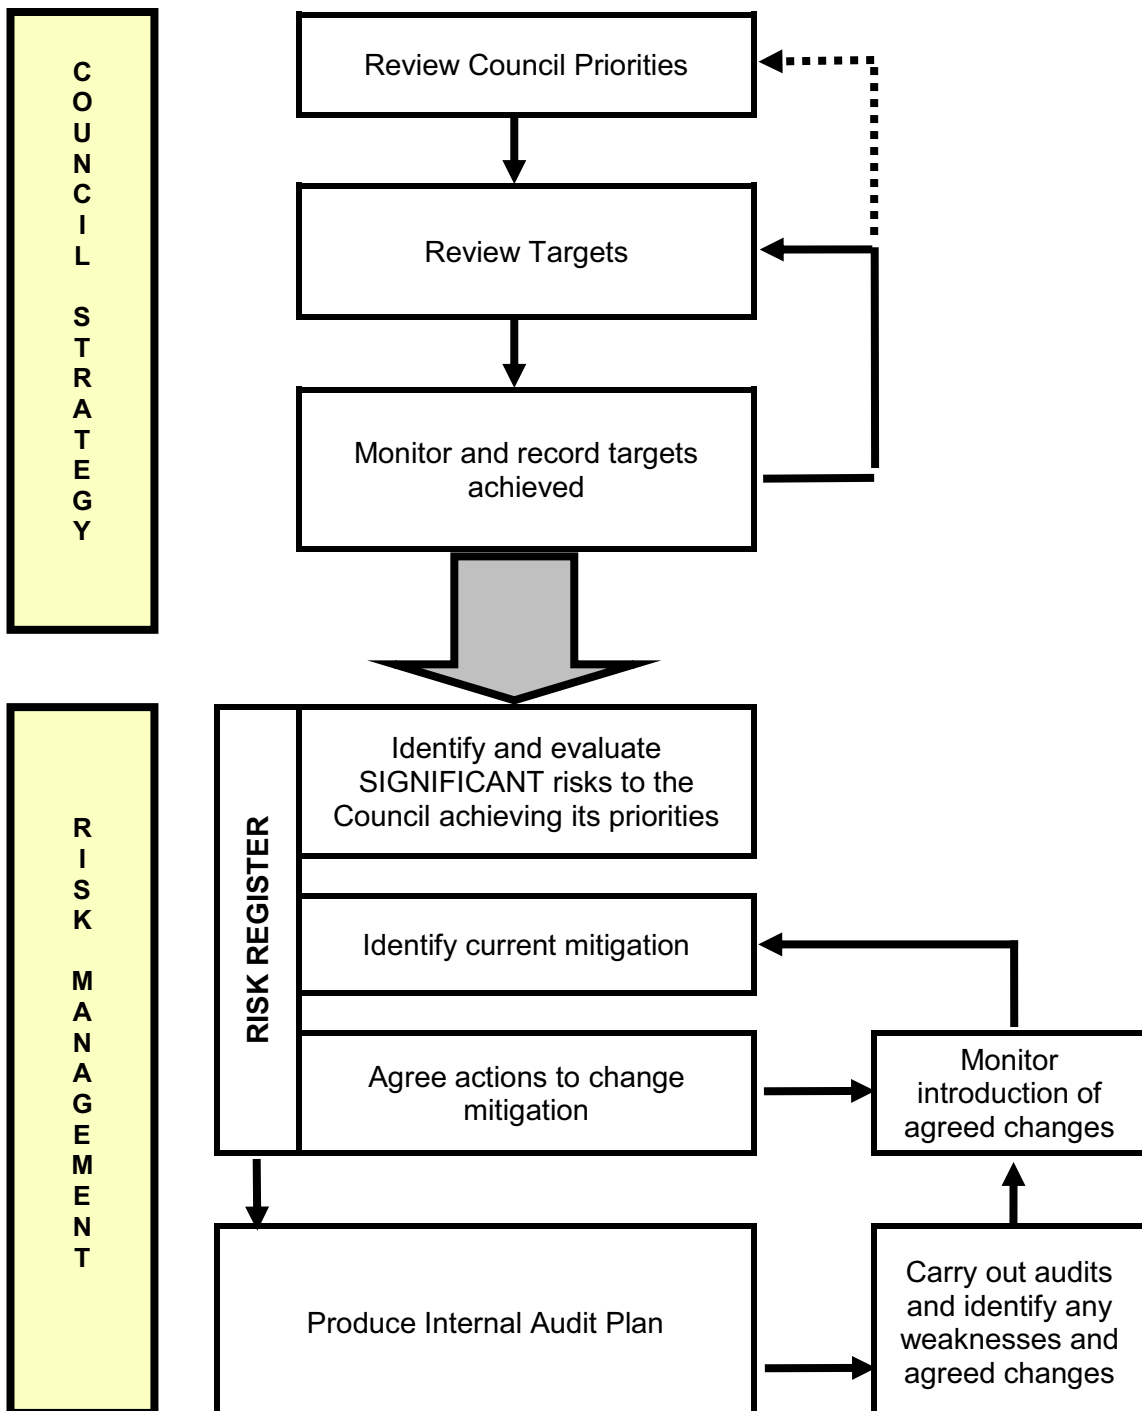 COUNCIL STRATEGY
Review Council Priorities
Review Targets
Monitor and record targets
achieved
RISK MANAGEMENT
RISK REGISTER
Identify and evaluate
SIGNIFICANT risks to the
Council achieving its priorities
Identify current mitigation
Agree actions to change
mitigation
Monitor
introduction of
agreed changes
Produce Internal Audit Plan
Carry out audits
and identify any
weaknesses and
agreed changes